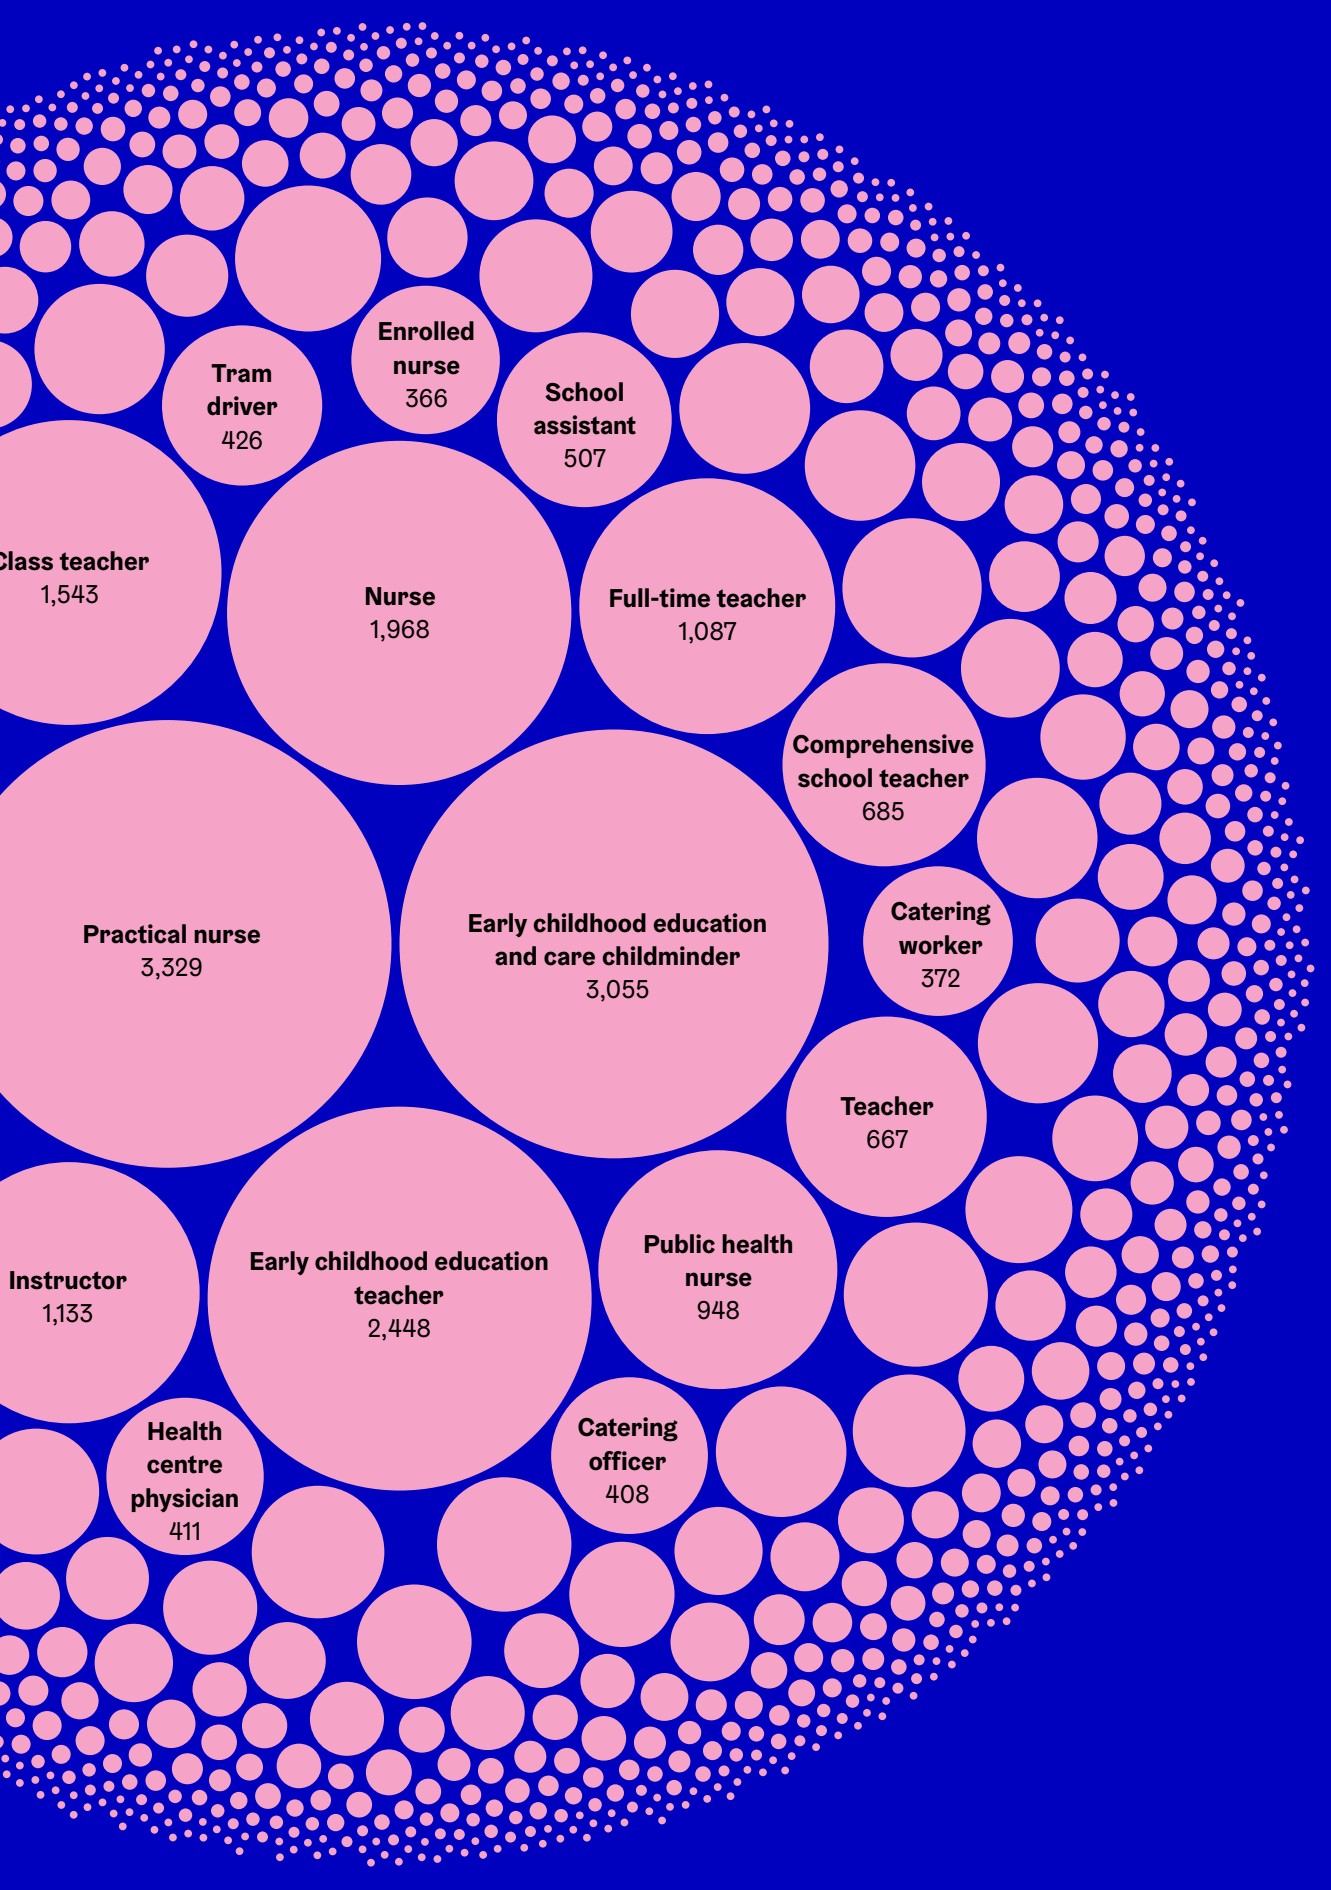 Enrolled
nurse
366
Tram
driver
426
School
assistant
507
Class teacher
1,543
Nurse
1,968
Full-time teacher
1,087
Comprehensive
school teacher
685
Practical nurse
3,329
Early childhood education
and care childminder
3,055
Catering
worker
372
Teacher
667
Instructor
1,133
Early childhood education
teacher
2,448
Public health
nurse
948
Health
centre
physician
411
Catering
officer
408